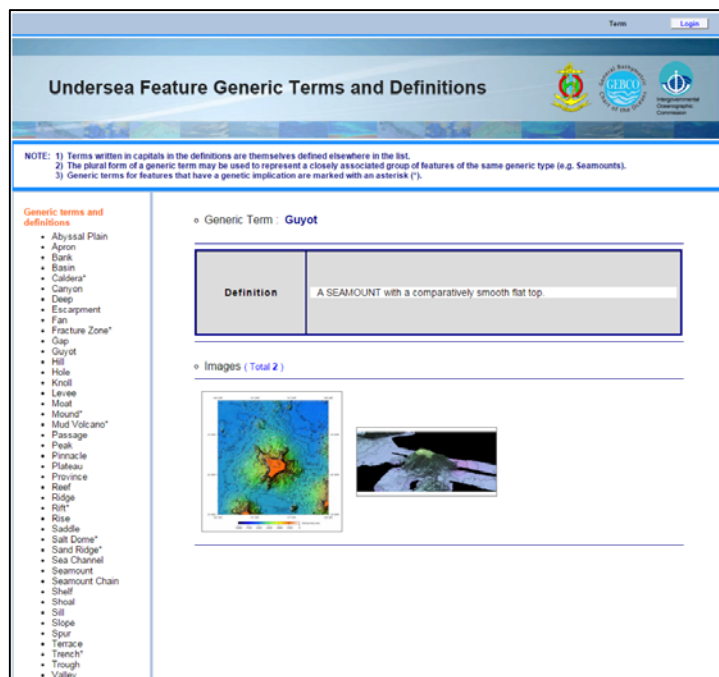 Term
Login
Undersea Feature Generic Terms and Definitions
GEBCO
Intergovernmental
Oceanographic
Commission
NOTE: 1) Terms written in capitals in the definitions are themselves defined elsewhere in the list.
2) The plural form of a generic term may be used to represent a closely associated group of features of the same generic type (e.g. Seamounts).
3) Generic terms for features that have a genetic implication are marked with an asterisk (*).
Generic terms and
definitions
Abyssal Plain
Apron
Bank
Basin
Caldera*
Canyon
Deep
Escarpment
Fan
Fracture Zone*
Gap
Guyot
Hill
Hole
Knoll
Levee
Moat
Mound*
Mud Volcano*
Passage
Peak
Pinnacle
Plateau
Province
Reef
Ridge
Rift*
Rise
Saddle
Salt Dome*
Sand Ridge*
Sea Channel
Seamount
Seamount Chain
Shelf
Shoal
Sill
Slope
Spur
Terrace
Trench*
Trough
Valley
Generic Term : Guyot
Definition
A SEAMOUNT with a comparatively smooth flat top.
Images ( Total 2 )